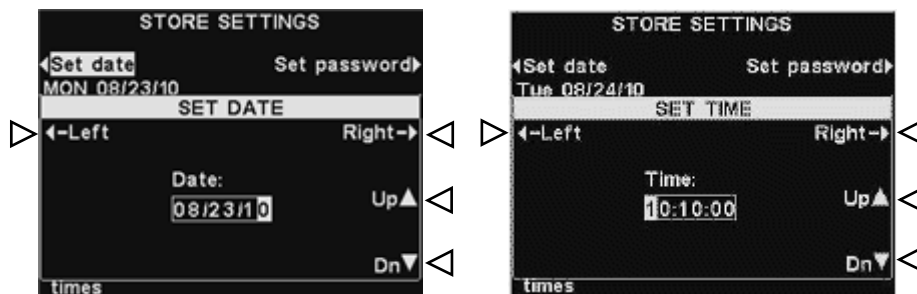 STORE SETTINGS
Set date Set password
MON 08/23/10
SET DATE
-Left Right-
Date:
08/23/10
Up
Dn
times
STORE SETTINGS
Set date Set password
Tue 08/24/10
SET TIME
-Left Right-
Time:
10:10:00
Up
Dn
times